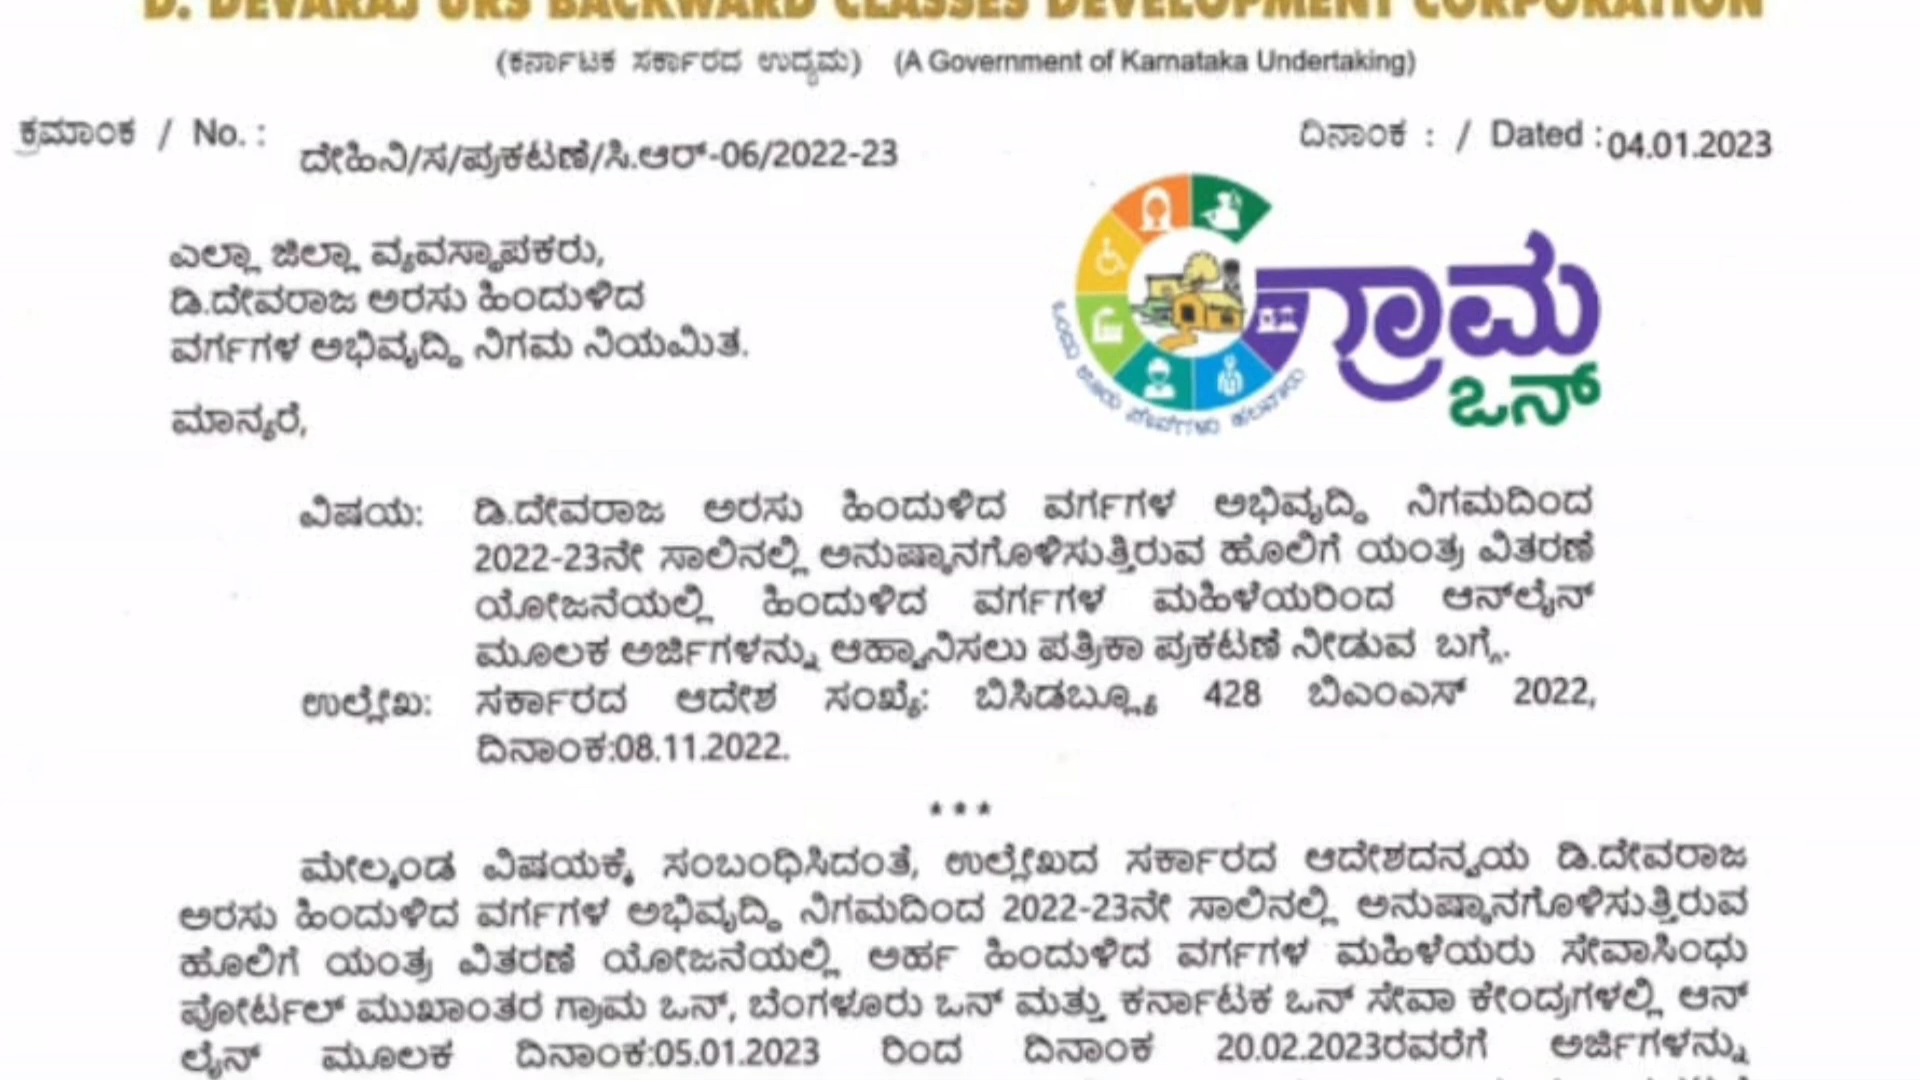 D. DEVARAJ URS BACKWARD CLASSES DEVELOPMENT CORPORATION
(ಕರ್ನಾಟಕ ಸರ್ಕಾರದ ಉದ್ಯಮ) (A Government of Karnataka Undertaking)
ಕ್ರಮಾಂಕ / No. : ದೇಹಿನಿ/ಸ/ಪ್ರಕಟಣೆ/ಸಿ.ಆರ್-06/2022-23
ದಿನಾಂಕ : / Dated : 04.01.2023
ಎಲ್ಲಾ ಜಿಲ್ಲಾ ವ್ಯವಸ್ಥಾಪಕರು,
ಡಿ.ದೇವರಾಜ ಅರಸು ಹಿಂದುಳಿದ
ವರ್ಗಗಳ ಅಭಿವೃದ್ಧಿ ನಿಗಮ ನಿಯಮಿತ.
ಗ್ರಾಮ
ಒನ್
ಮಾನ್ಯರೆ,
ವಿಷಯ: ಡಿ.ದೇವರಾಜ ಅರಸು ಹಿಂದುಳಿದ ವರ್ಗಗಳ ಅಭಿವೃದ್ಧಿ ನಿಗಮದಿಂದ
2022-23ನೇ ಸಾಲಿನಲ್ಲಿ ಅನುಷ್ಠಾನಗೊಳಿಸುತ್ತಿರುವ ಹೊಲಿಗೆ ಯಂತ್ರ ವಿತರಣೆ
ಯೋಜನೆಯಲ್ಲಿ ಹಿಂದುಳಿದ ವರ್ಗಗಳ ಮಹಿಳೆಯರಿಂದ ಆನ್‌ಲೈನ್
ಮೂಲಕ ಅರ್ಜಿಗಳನ್ನು ಆಹ್ವಾನಿಸಲು ಪತ್ರಿಕಾ ಪ್ರಕಟಣೆ ನೀಡುವ ಬಗ್ಗೆ.
ಉಲ್ಲೇಖ: ಸರ್ಕಾರದ ಆದೇಶ ಸಂಖ್ಯೆ: ಬಿಸಿಡಬ್ಲ್ಯೂ 428 ಬಿಎಂಎಸ್ 2022,
ದಿನಾಂಕ:08.11.2022.
***
ಮೇಲ್ಕಂಡ ವಿಷಯಕ್ಕೆ ಸಂಬಂಧಿಸಿದಂತೆ, ಉಲ್ಲೇಖದ ಸರ್ಕಾರದ ಆದೇಶದನ್ವಯ ಡಿ.ದೇವರಾಜ
ಅರಸು ಹಿಂದುಳಿದ ವರ್ಗಗಳ ಅಭಿವೃದ್ಧಿ ನಿಗಮದಿಂದ 2022-23ನೇ ಸಾಲಿನಲ್ಲಿ ಅನುಷ್ಠಾನಗೊಳಿಸುತ್ತಿರುವ
ಹೊಲಿಗೆ ಯಂತ್ರ ವಿತರಣೆ ಯೋಜನೆಯಲ್ಲಿ ಅರ್ಹ ಹಿಂದುಳಿದ ವರ್ಗಗಳ ಮಹಿಳೆಯರು ಸೇವಾಸಿಂಧು
ಪೋರ್ಟಲ್ ಮುಖಾಂತರ ಗ್ರಾಮ ಒನ್, ಬೆಂಗಳೂರು ಒನ್ ಮತ್ತು ಕರ್ನಾಟಕ ಒನ್ ಸೇವಾ ಕೇಂದ್ರಗಳಲ್ಲಿ ಆನ್
ಲೈನ್ ಮೂಲಕ ದಿನಾಂಕ:05.01.2023 ರಿಂದ ದಿನಾಂಕ 20.02.2023ರವರೆಗೆ ಅರ್ಜಿಗಳನ್ನು